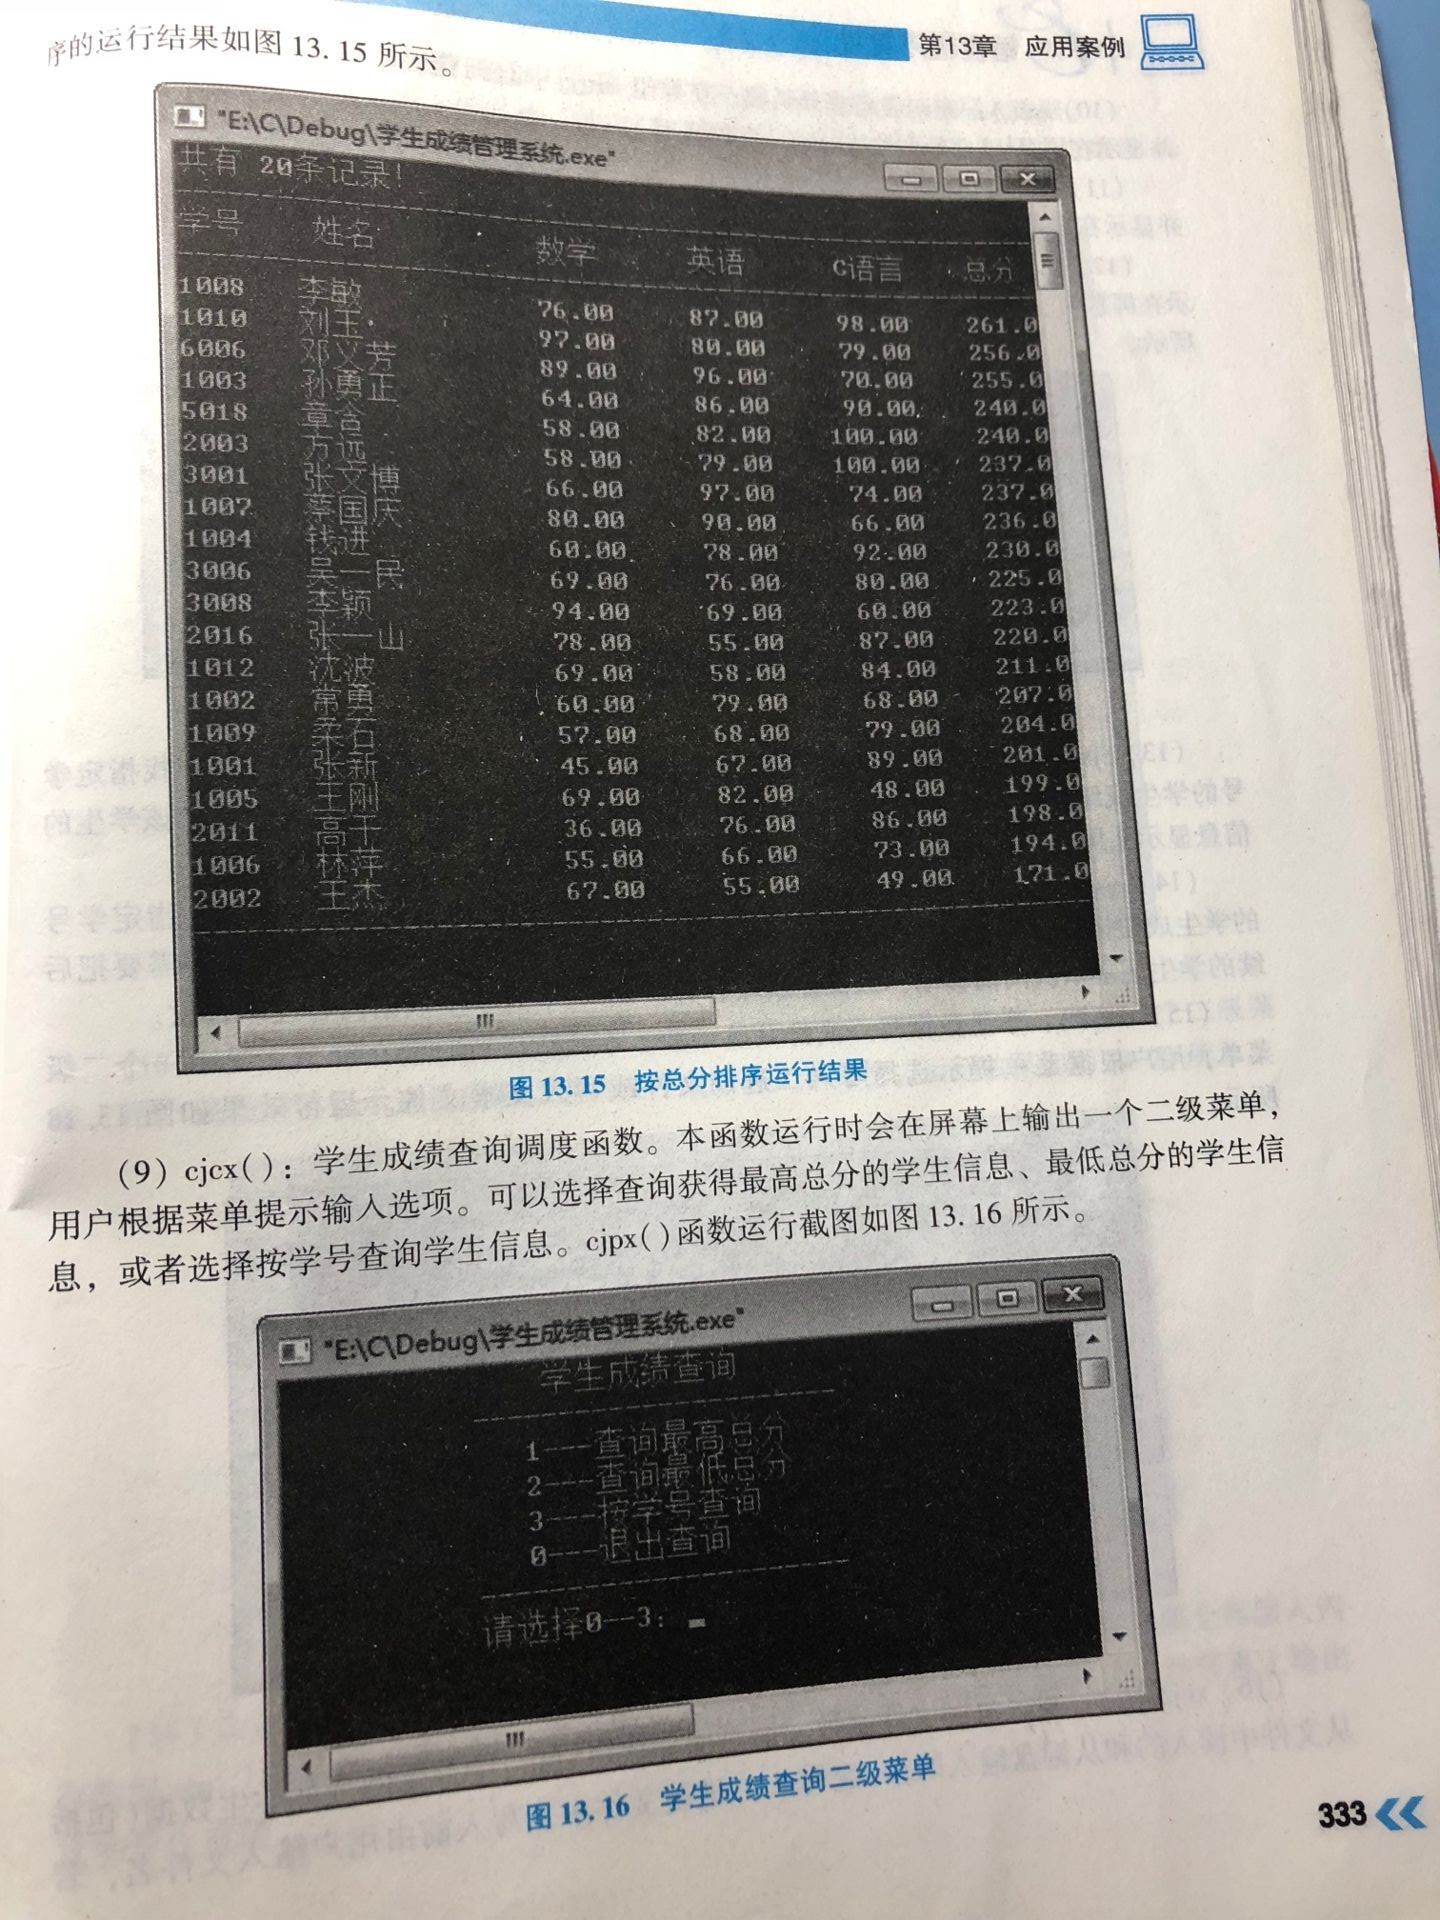 第13章 应用案例
序的运行结果如图 13.15 所示。
"E:\C\Debug\学生成绩管理系统.exe"
共有 20条记录!
学号 姓名 数学 英语 C语言 总分
1008 李敏 76.00 87.00 98.00 261.0
1010 刘玉 97.00 80.00 79.00 256.0
6006 邓义芳 89.00 96.00 70.00 255.0
1003 孙勇正 64.00 86.00 90.00 240.0
5018 章含 58.00 82.00 100.00 240.0
2003 方远 58.00 79.00 100.00 237.0
3001 张文博 66.00 97.00 74.00 237.0
1007 蔡国庆 80.00 90.00 66.00 236.0
1004 钱进 60.00 78.00 92.00 230.0
3006 吴一民 69.00 76.00 80.00 225.0
3008 李颖 94.00 69.00 60.00 223.0
2016 张一山 78.00 55.00 87.00 220.0
1012 沈波 69.00 58.00 84.00 211.0
1002 常勇 60.00 79.00 68.00 207.0
1009 柔石 57.00 68.00 79.00 204.0
1001 张新 45.00 67.00 89.00 201.0
1005 王刚 69.00 82.00 48.00 199.0
2011 高干 36.00 76.00 86.00 198.0
1006 林萍 55.00 66.00 73.00 194.0
2002 王杰 67.00 55.00 49.00 171.0
图 13.15 按总分排序运行结果
(9) cjcx( )：学生成绩查询调度函数。本函数运行时会在屏幕上输出一个二级菜单，
用户根据菜单提示输入选项。可以选择查询获得最高总分的学生信息、最低总分的学生信
息，或者选择按学号查询学生信息。cjpx( )函数运行截图如图 13.16 所示。
"E:\C\Debug\学生成绩管理系统.exe"
学生成绩查询
1---查询最高总分
2---查询最低总分
3---按学号查询
0---退出查询
请选择0--3:
图 13.16 学生成绩查询二级菜单
333